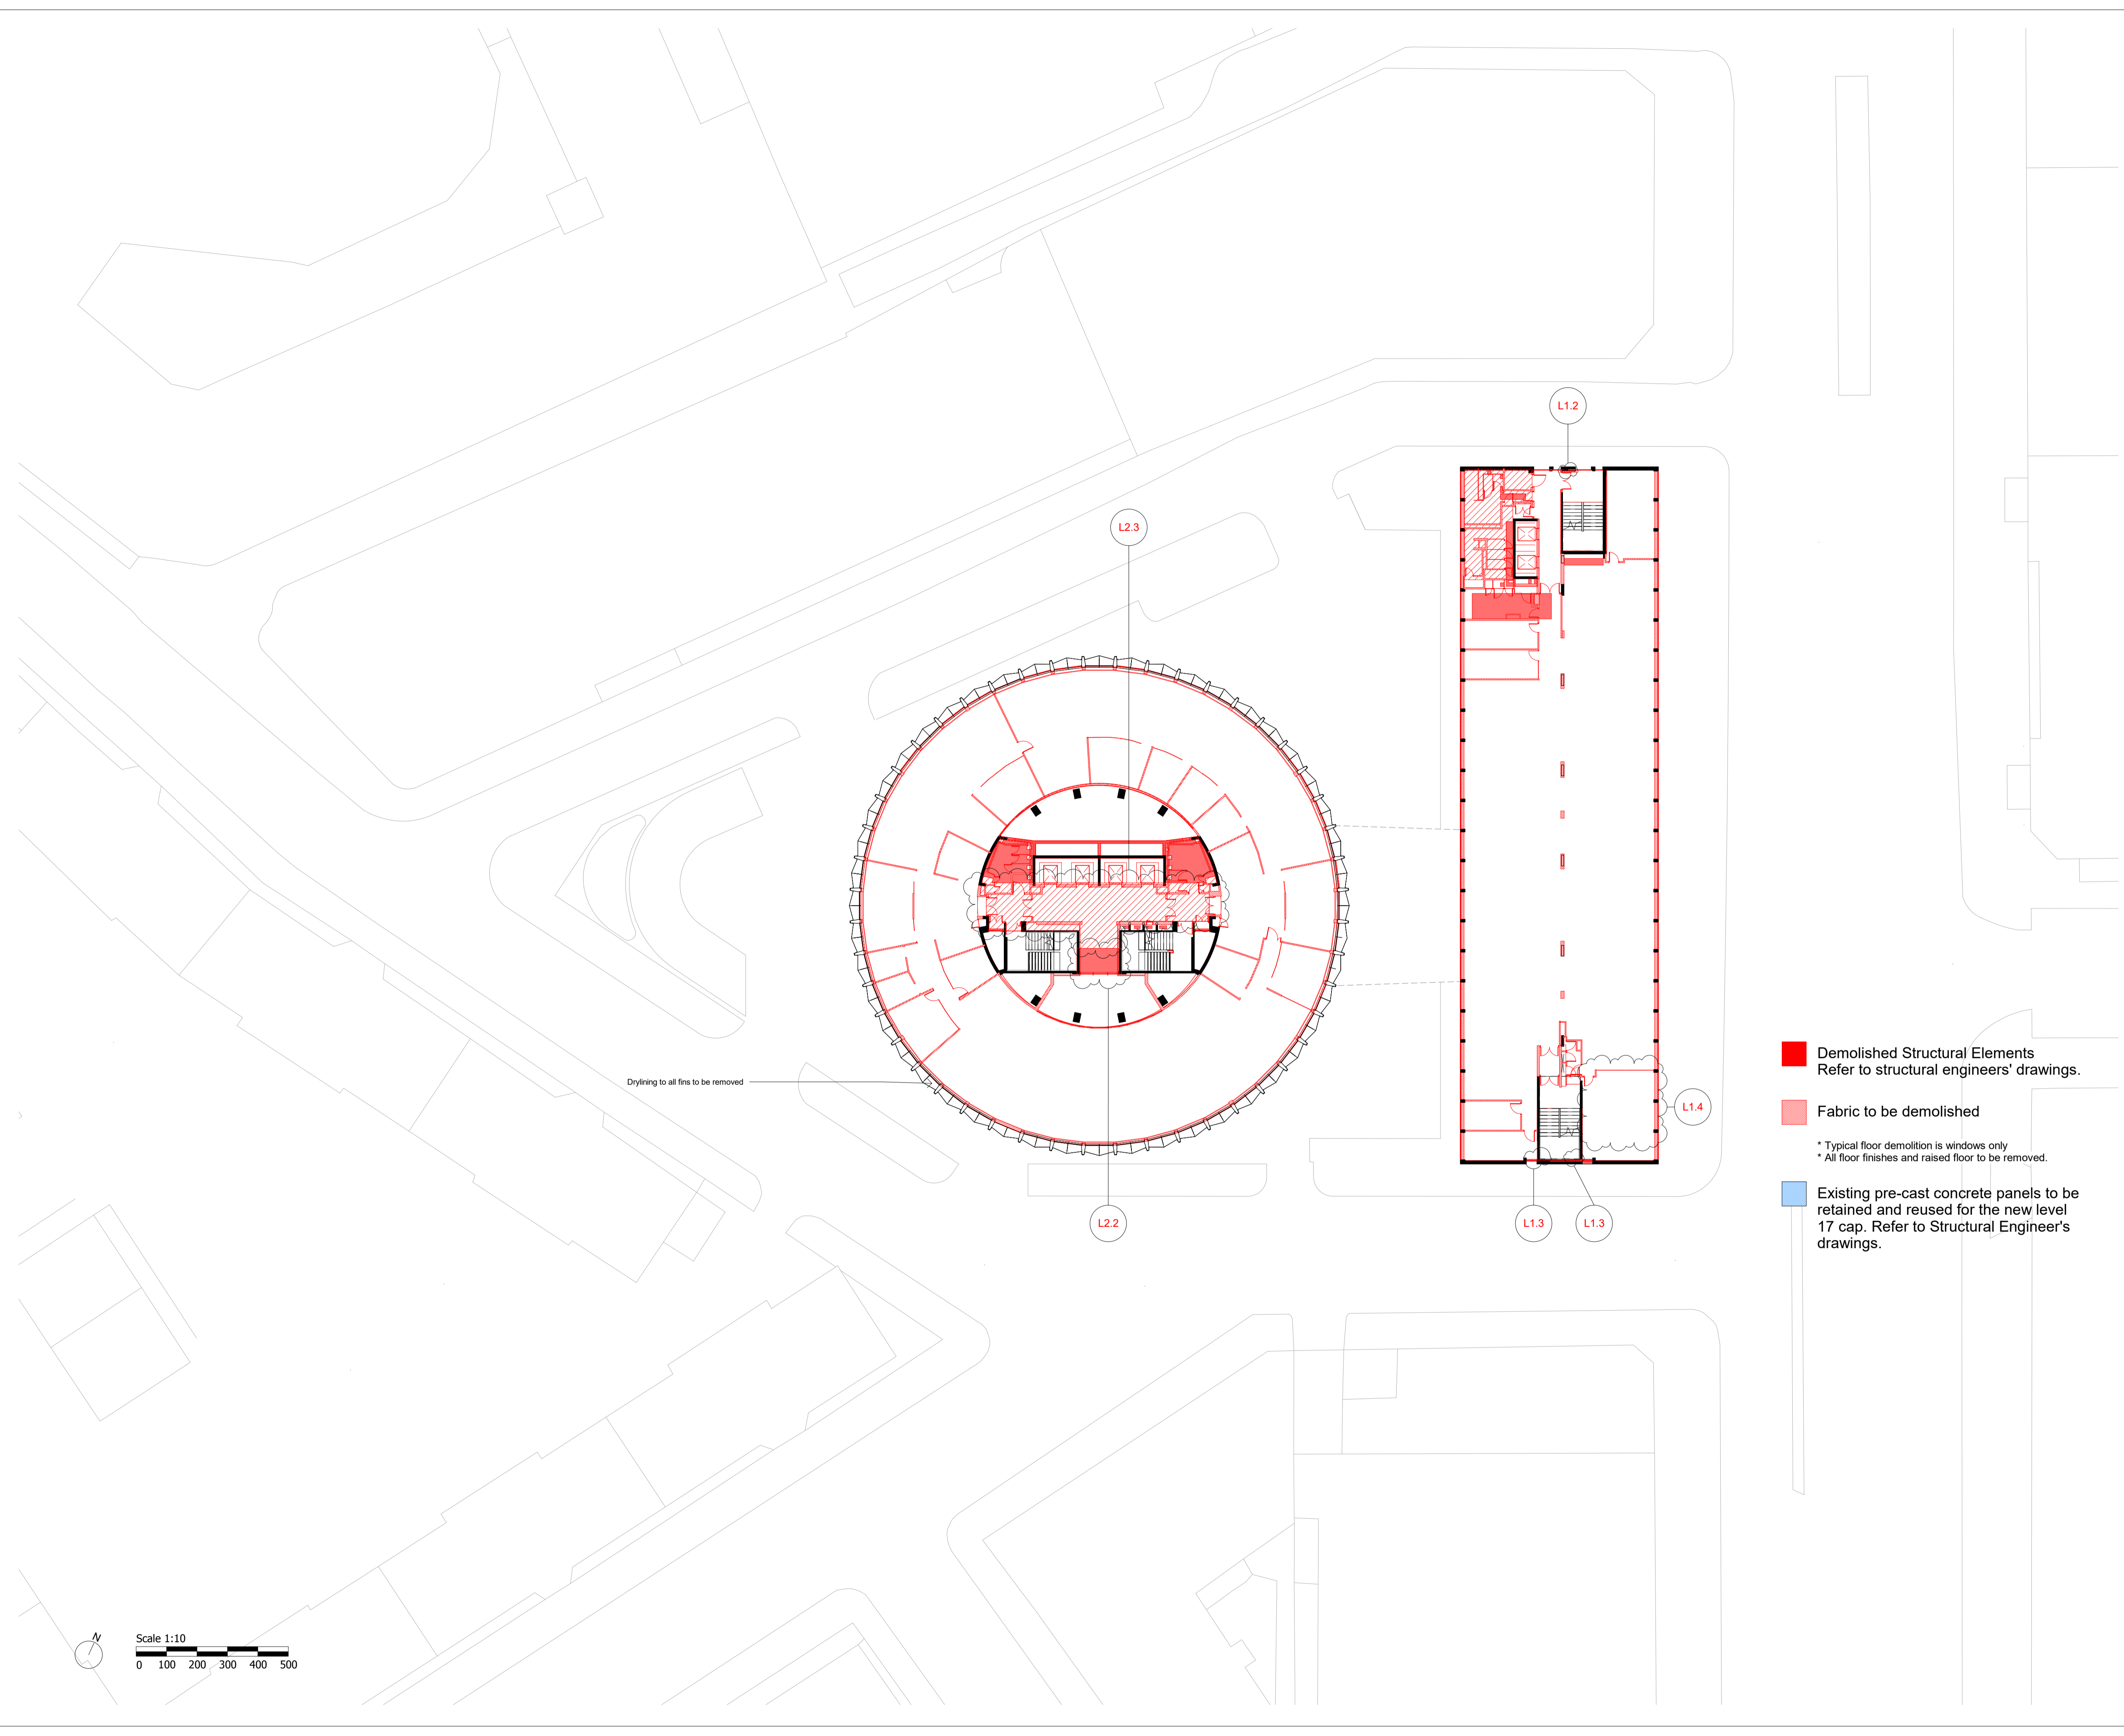 L1.2
L2.3
Drylining to all fins to be removed
L1.4
L2.2
L1.3
L1.3
Demolished Structural Elements
Refer to structural engineers' drawings.
Fabric to be demolished
* Typical floor demolition is windows only
* All floor finishes and raised floor to be removed.
Existing pre-cast concrete panels to be
retained and reused for the new level
17 cap. Refer to Structural Engineer's
drawings.
N
Scale 1:10
0 100 200 300 400 500